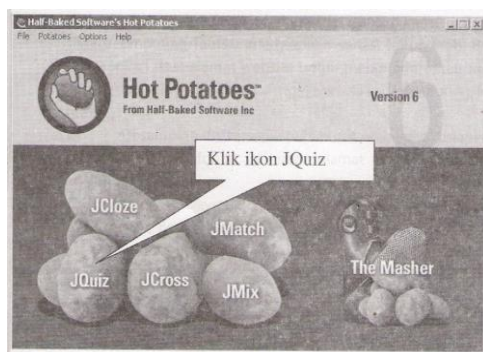 Half-Baked Software's Hot Potatoes
File Potatoes Options Help
Hot Potatoes™
From Half-Baked Software Inc
Version 6
6
Klik ikon JQuiz
JCloze
JMatch
JQuiz
JCross
JMix
The Masher